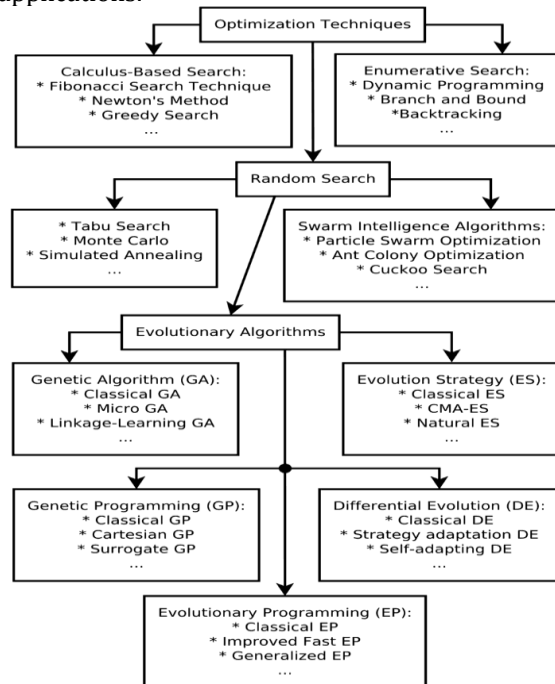 applications.
Optimization Techniques
Calculus-Based Search:
* Fibonacci Search Technique
* Newton's Method
* Greedy Search
...
Enumerative Search:
* Dynamic Programming
* Branch and Bound
*Backtracking
...
Random Search
* Tabu Search
* Monte Carlo
* Simulated Annealing
...
Swarm Intelligence Algorithms:
* Particle Swarm Optimization
* Ant Colony Optimization
* Cuckoo Search
...
Evolutionary Algorithms
Genetic Algorithm (GA):
* Classical GA
* Micro GA
* Linkage-Learning GA
...
Evolution Strategy (ES):
* Classical ES
* CMA-ES
* Natural ES
...
Genetic Programming (GP):
* Classical GP
* Cartesian GP
* Surrogate GP
...
Differential Evolution (DE):
* Classical DE
* Strategy adaptation DE
* Self-adapting DE
...
Evolutionary Programming (EP):
* Classical EP
* Improved Fast EP
* Generalized EP
...